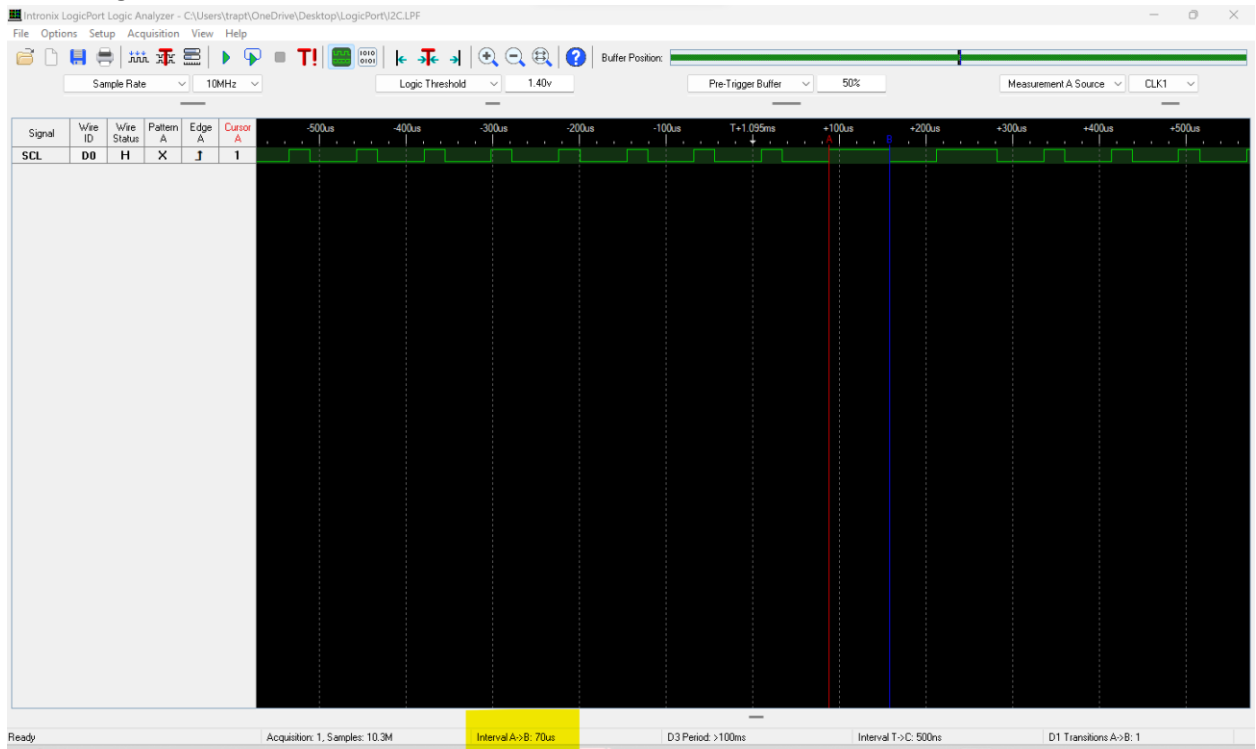 Intronix LogicPort Logic Analyzer - C:\Users\trapt\OneDrive\Desktop\LogicPort\I2C.LPF
File Options Setup Acquisition View Help
T! 1010 0101 Buffer Position:
Sample Rate 10MHz Logic Threshold 1.40v Pre-Trigger Buffer 50% Measurement A Source CLK1
Signal Wire ID Wire Status Pattern A Edge A Cursor A -500us -400us -300us -200us -100us T+1.095ms +100us +200us +300us +400us +500us
A B
SCL D0 H X 1
Ready Acquisition: 1, Samples: 10.3M Interval A->B: 70us D3 Period: >100ms Interval T->C: 500ns D1 Transitions A->B: 1